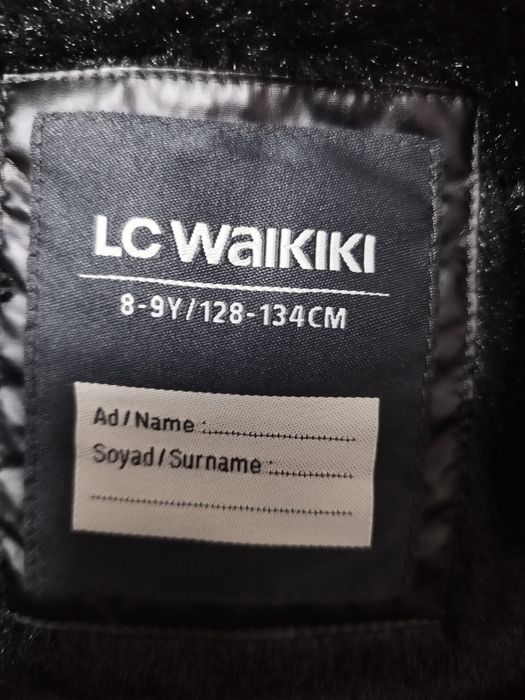 LC WAIKIKI
8-9Y/128-134CM
Ad/Name :....................
Soyad/Surname :............
....................................